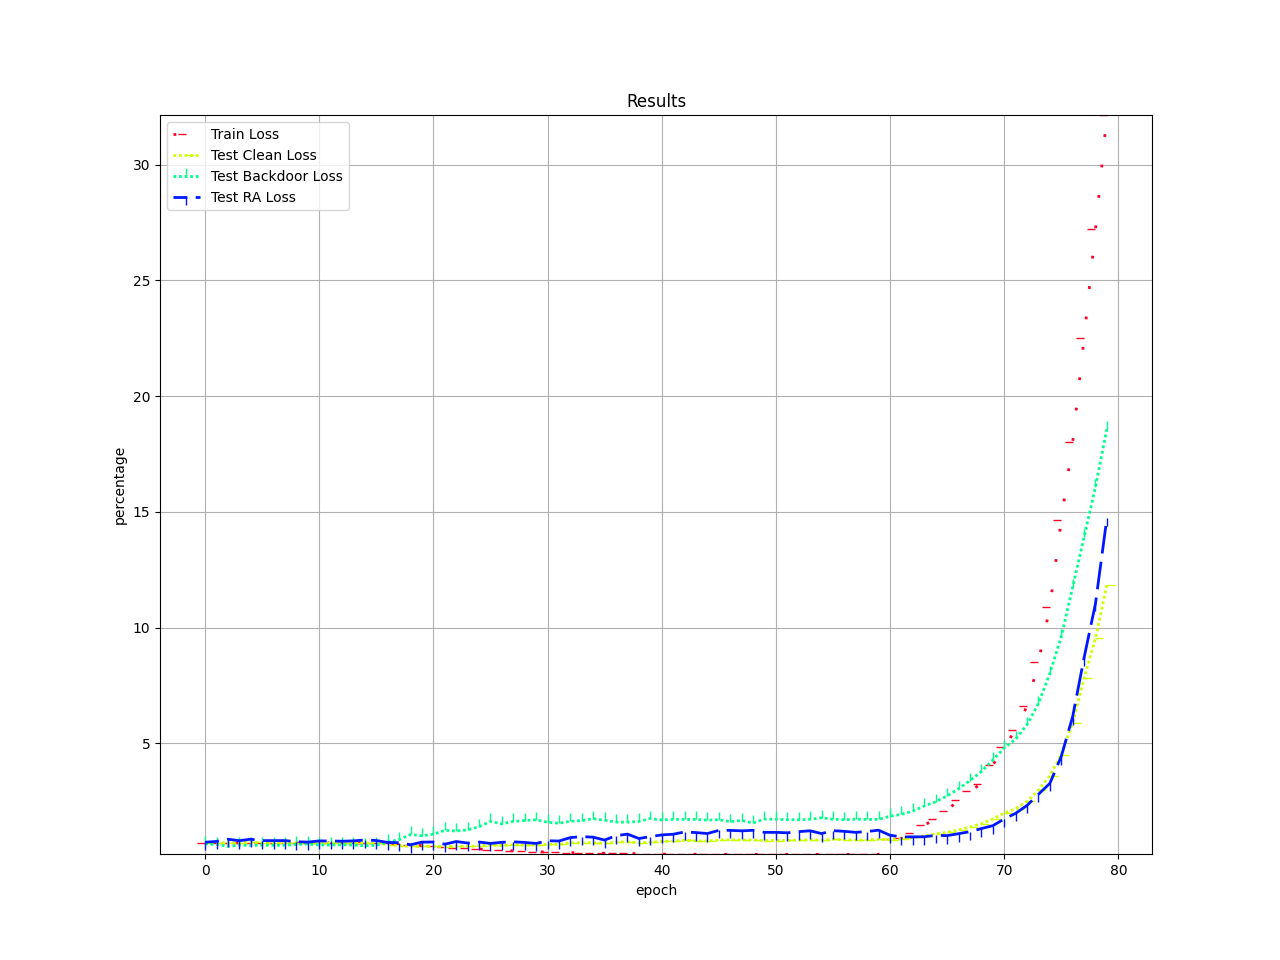 Results
Train Loss
Test Clean Loss
Test Backdoor Loss
Test RA Loss
30
25
20
15
10
5
percentage
0 10 20 30 40 50 60 70 80
epoch